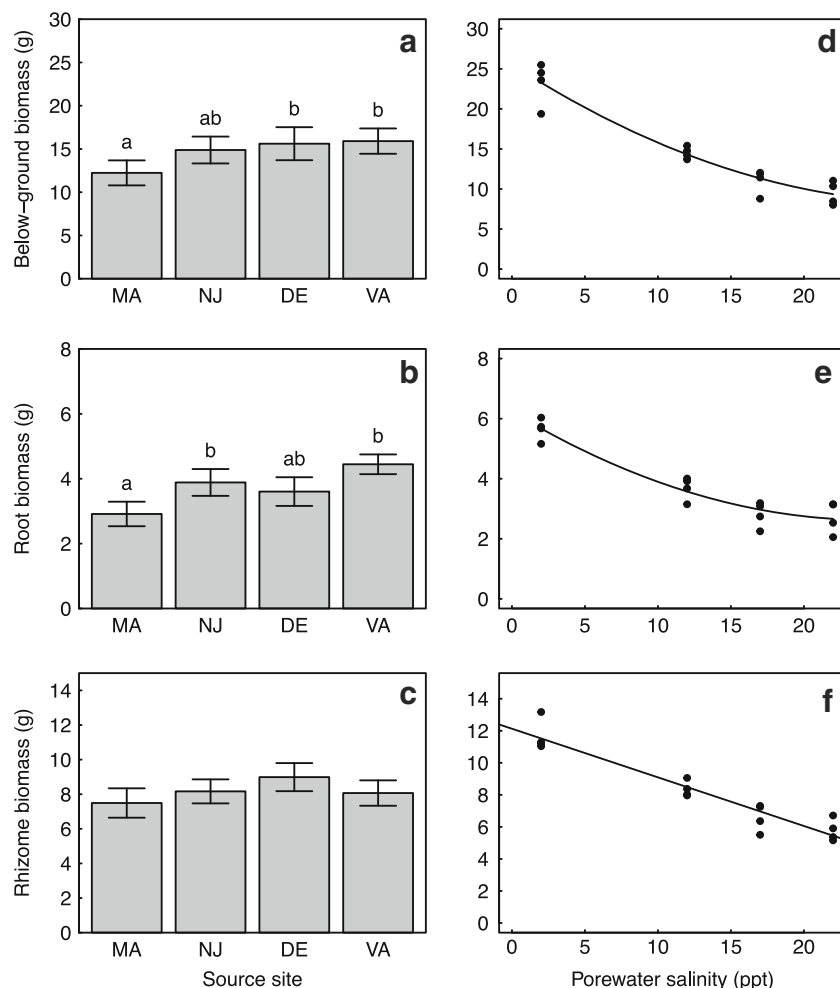 a
Below−ground biomass (g)
30
25
20
15
10
5
0
a
ab
b
b
MA NJ DE VA
d
30
25
20
15
10
5
0
0 5 10 15 20
b
Root biomass (g)
8
6
4
2
0
a
b
ab
b
MA NJ DE VA
e
8
6
4
2
0
0 5 10 15 20
c
Rhizome biomass (g)
14
12
10
8
6
4
2
0
MA NJ DE VA
Source site
f
14
12
10
8
6
4
2
0
0 5 10 15 20
Porewater salinity (ppt)